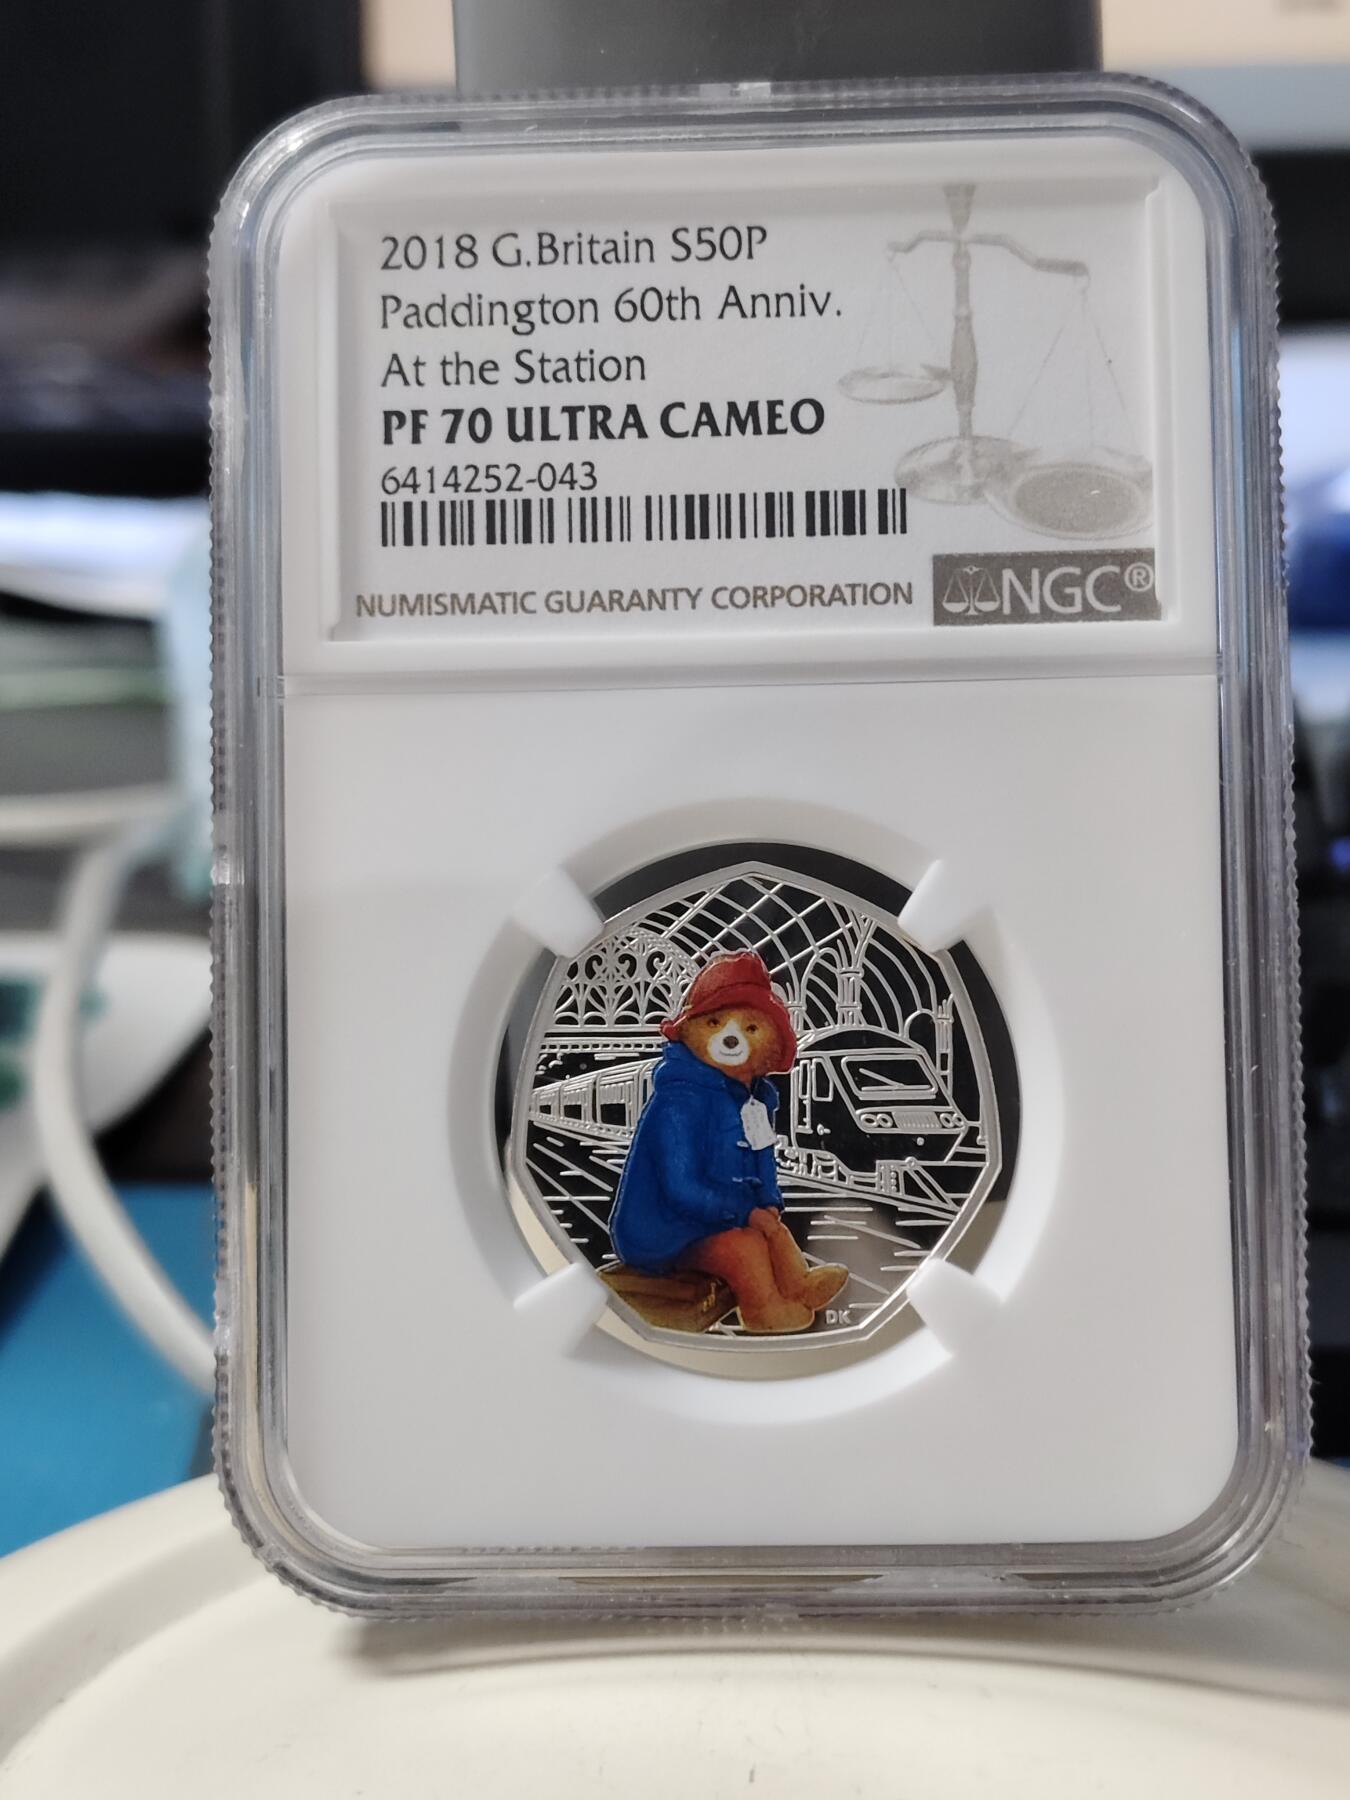 2018 G.Britain S50P
Paddington 60th Anniv.
At the Station
PF 70 ULTRA CAMEO
6414252-043
NUMISMATIC GUARANTY CORPORATION NGC®
DK